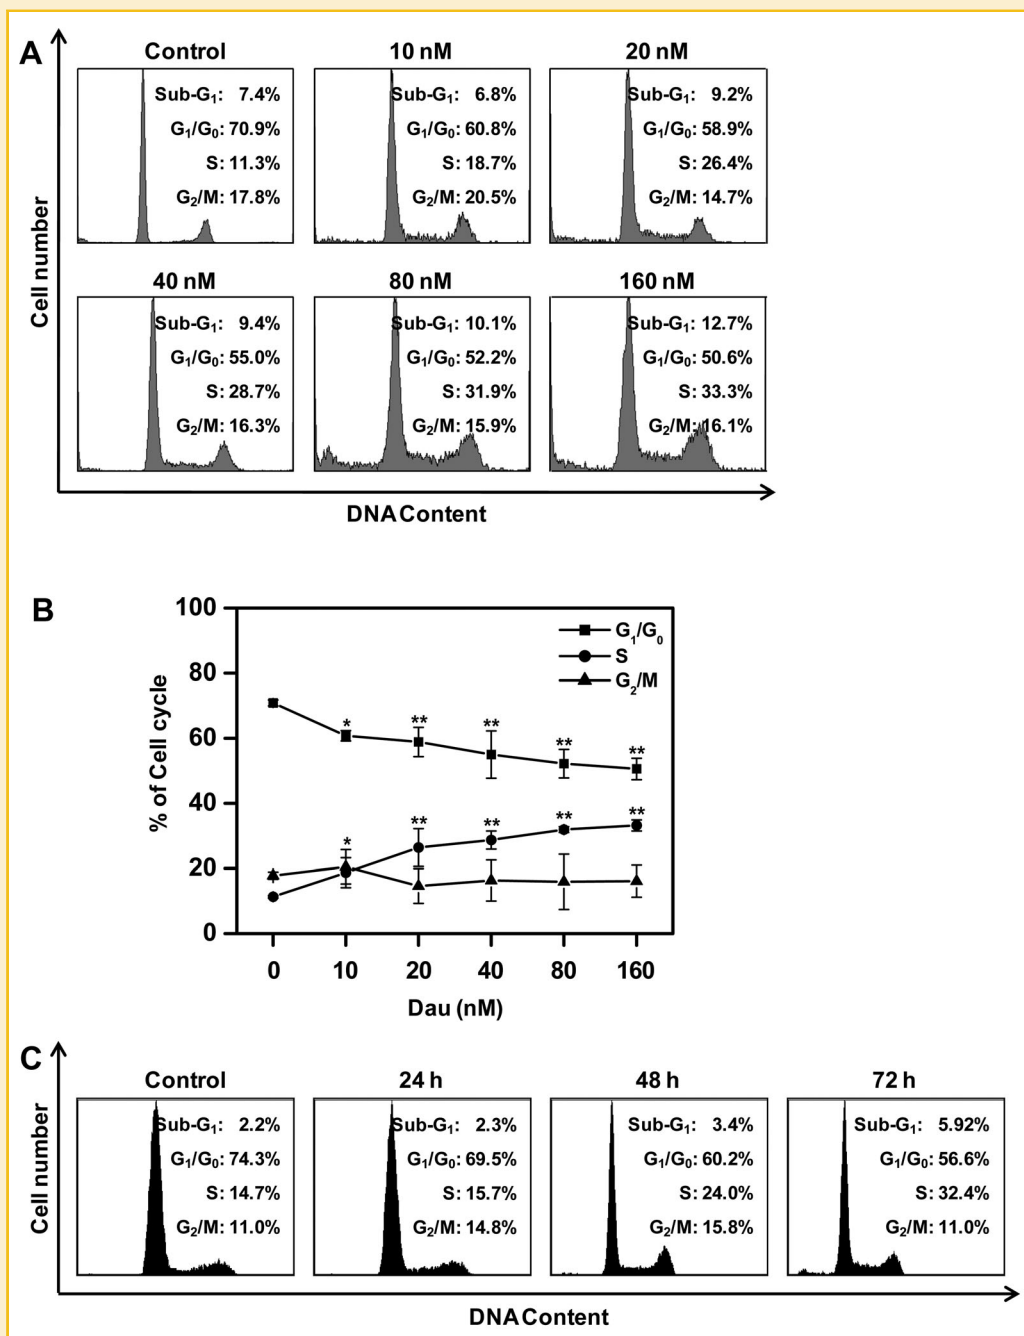 A
Control
10 nM
20 nM
Sub-G₁: 7.4%
G₁/G₀: 70.9%
S: 11.3%
G₂/M: 17.8%
Sub-G₁: 6.8%
G₁/G₀: 60.8%
S: 18.7%
G₂/M: 20.5%
Sub-G₁: 9.2%
G₁/G₀: 58.9%
S: 26.4%
G₂/M: 14.7%
Cell number
40 nM
80 nM
160 nM
Sub-G₁: 9.4%
G₁/G₀: 55.0%
S: 28.7%
G₂/M: 16.3%
Sub-G₁: 10.1%
G₁/G₀: 52.2%
S: 31.9%
G₂/M: 15.9%
Sub-G₁: 12.7%
G₁/G₀: 50.6%
S: 33.3%
G₂/M: 16.1%
DNA Content
B
% of Cell cycle
100
80
60
40
20
0
G₁/G₀
S
G₂/M
* ** ** ** **
* ** ** ** **
0 10 20 40 80 160
Dau (nM)
C
Cell number
Control
24 h
48 h
72 h
Sub-G₁: 2.2%
G₁/G₀: 74.3%
S: 14.7%
G₂/M: 11.0%
Sub-G₁: 2.3%
G₁/G₀: 69.5%
S: 15.7%
G₂/M: 14.8%
Sub-G₁: 3.4%
G₁/G₀: 60.2%
S: 24.0%
G₂/M: 15.8%
Sub-G₁: 5.92%
G₁/G₀: 56.6%
S: 32.4%
G₂/M: 11.0%
DNA Content